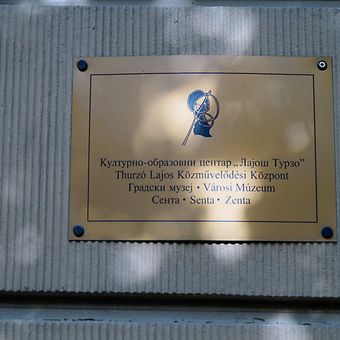 Културно-образовни центар „Лајош Турзо”
Thurzó Lajos Közművelődési Központ
Градски музеј • Városi Múzeum
Сента • Senta • Zenta